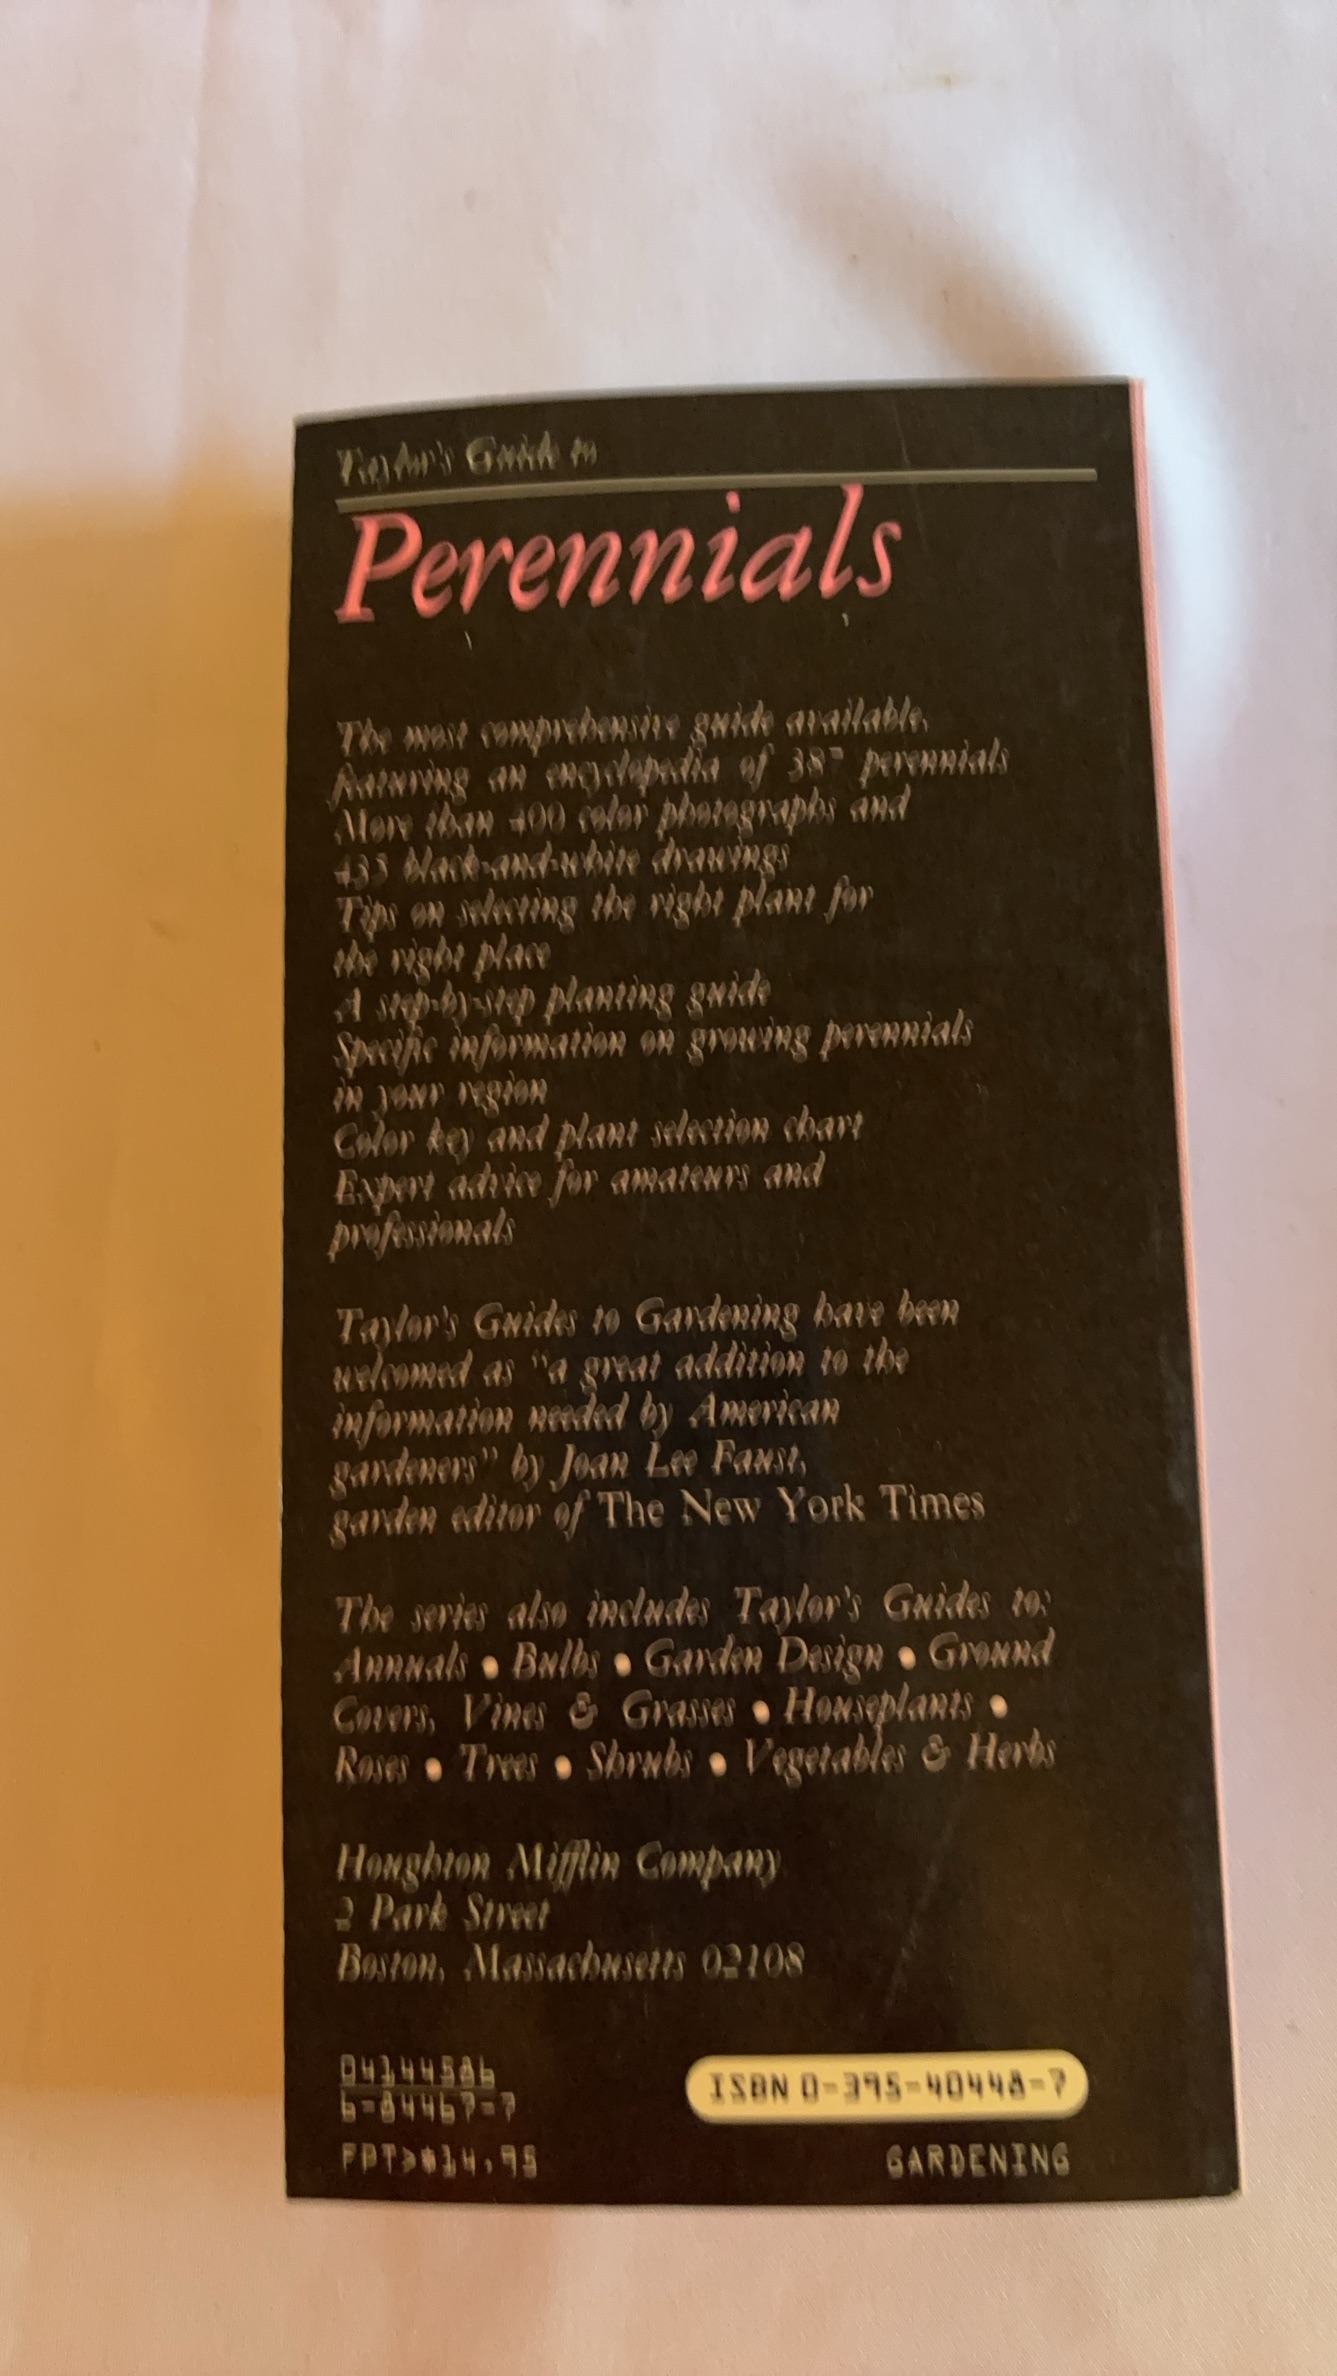 Taylor's Guide to
Perennials
The most comprehensive guide available,
featuring an encyclopedia of perennials
More than 400 color photographs and
435 black-and-white drawings
Tips on selecting the right plant for
the right place
A step-by-step planting guide
Specific information on growing perennials
in your region
Color key and plant selection chart
Expert advice for amateurs and
professionals
Taylor's Guides to Gardening have been
welcomed as "a great addition to the
information needed by American
gardeners" by Joan Lee Faust,
garden editor of The New York Times
The series also includes Taylor's Guides to:
Annuals • Bulbs • Garden Design • Ground
Covers, Vines & Grasses • Houseplants •
Roses • Trees • Shrubs • Vegetables & Herbs
Houghton Mifflin Company
2 Park Street
Boston, Massachusetts 02108
6-84467-7
FPT>$14.95
ISBN 0-395-40448-7
GARDENING